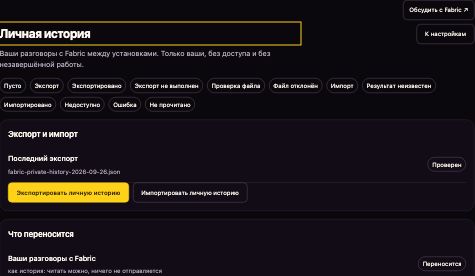 Обсудить с Fabric ↗
Личная история
К настройкам
Ваши разговоры с Fabric между установками. Только ваши, без доступа и без
незавершённой работы.
Пусто Экспорт Экспортировано Экспорт не выполнен Проверка файла Файл отклонён Импорт Результат неизвестен
Импортировано Недоступно Ошибка Не прочитано
Экспорт и импорт
Последний экспорт
fabric-private-history-2026-09-26.json
Проверен
Экспортировать личную историю Импортировать личную историю
Что переносится
Ваши разговоры с Fabric
как история: читать можно, ничего не отправляется
Переносится